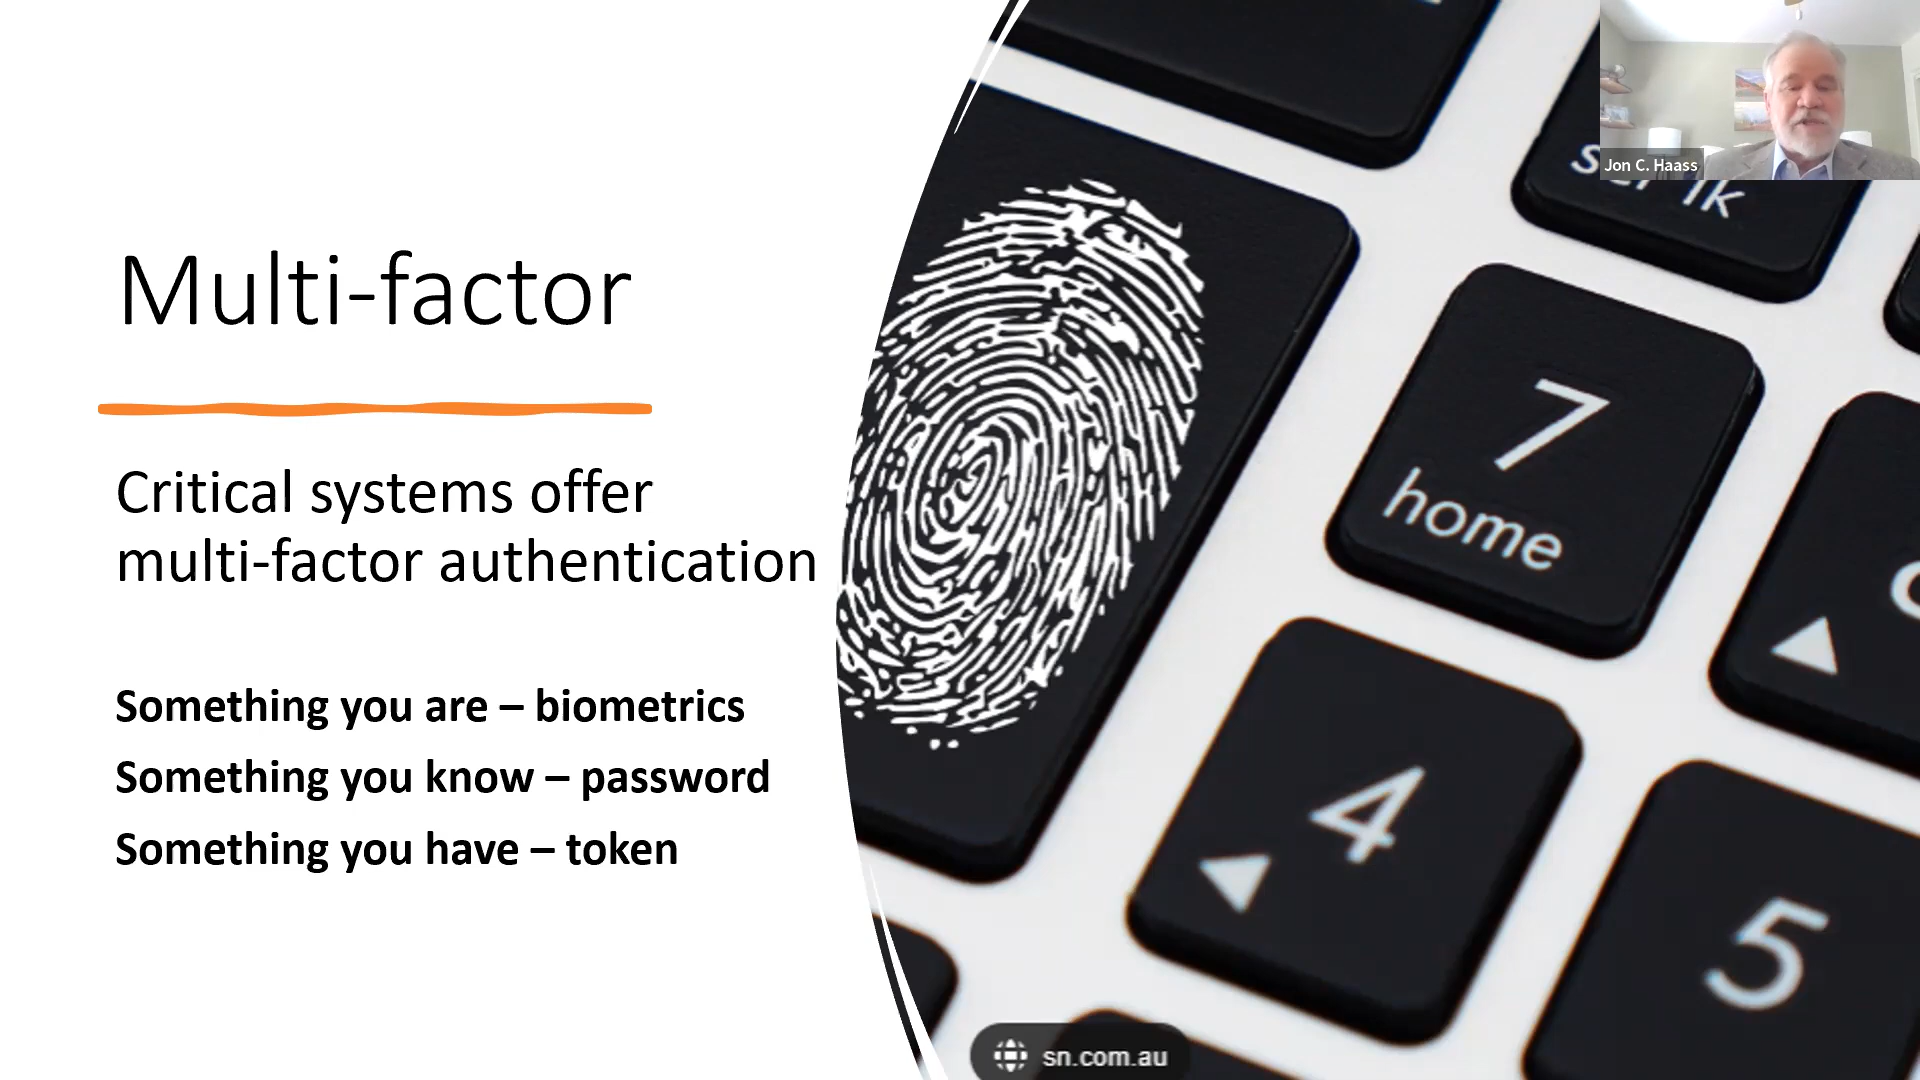 Multi-factor
Critical systems offer
multi-factor authentication
Something you are – biometrics
Something you know – password
Something you have – token
Jon C. Haass
lk
7
home
4
5
sn.com.au